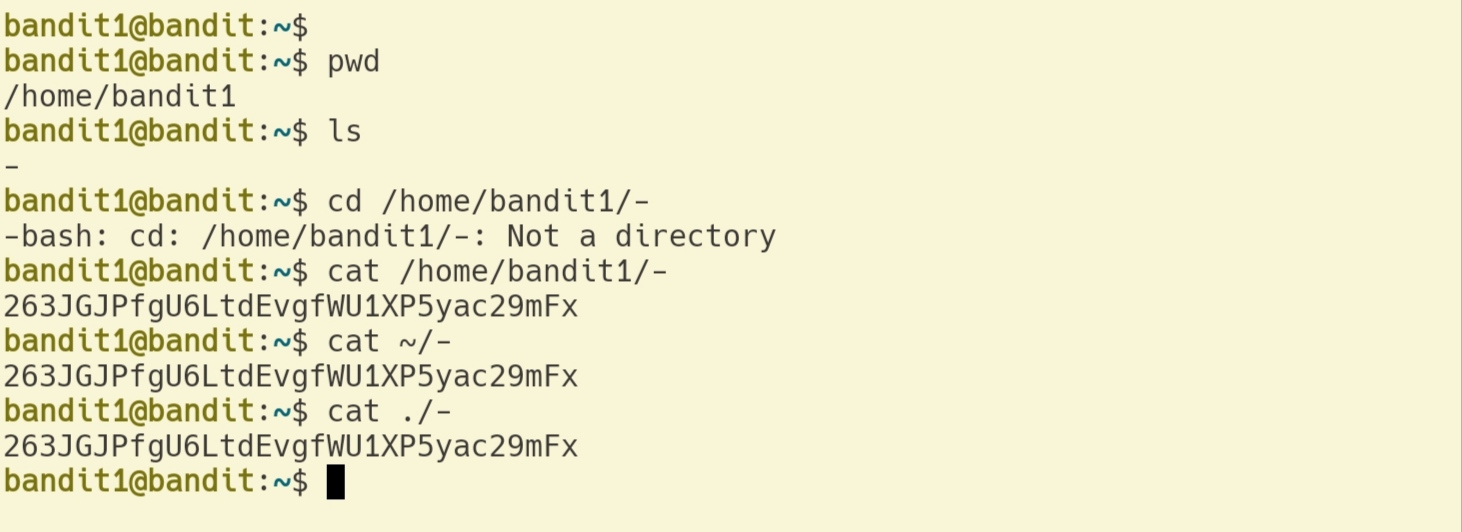 bandit1@bandit:~$
bandit1@bandit:~$ pwd
/home/bandit1
bandit1@bandit:~$ ls
-
bandit1@bandit:~$ cd /home/bandit1/-
-bash: cd: /home/bandit1/-: Not a directory
bandit1@bandit:~$ cat /home/bandit1/-
263JGJPfgU6LtdEvgfWU1XP5yac29mFx
bandit1@bandit:~$ cat ~/-
263JGJPfgU6LtdEvgfWU1XP5yac29mFx
bandit1@bandit:~$ cat ./-
263JGJPfgU6LtdEvgfWU1XP5yac29mFx
bandit1@bandit:~$